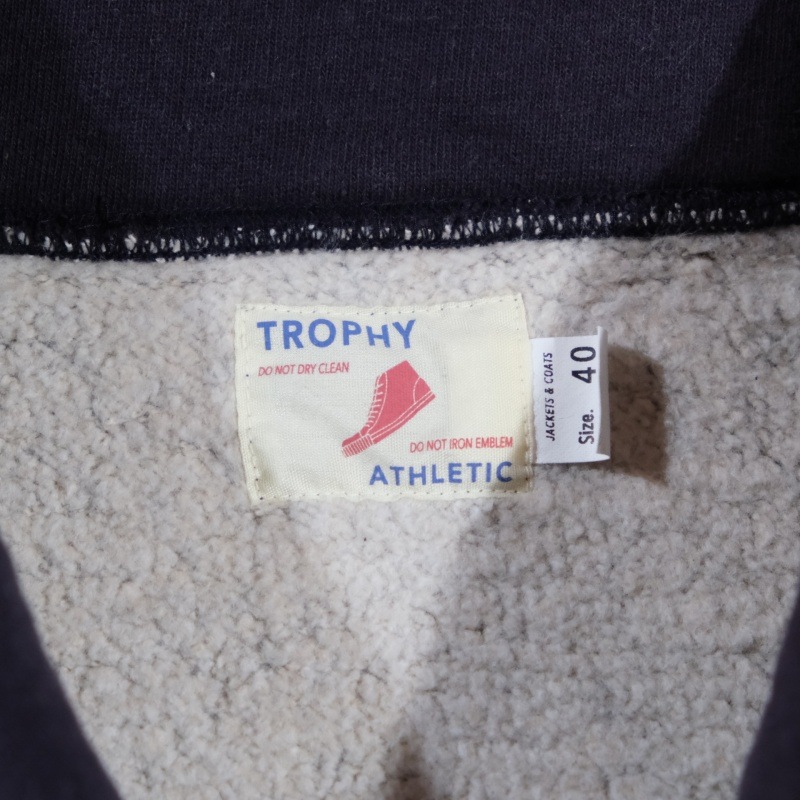 TROPHY
DO NOT DRY CLEAN
DO NOT IRON EMBLEM
ATHLETIC
JACKETS & COATS
Size. 40